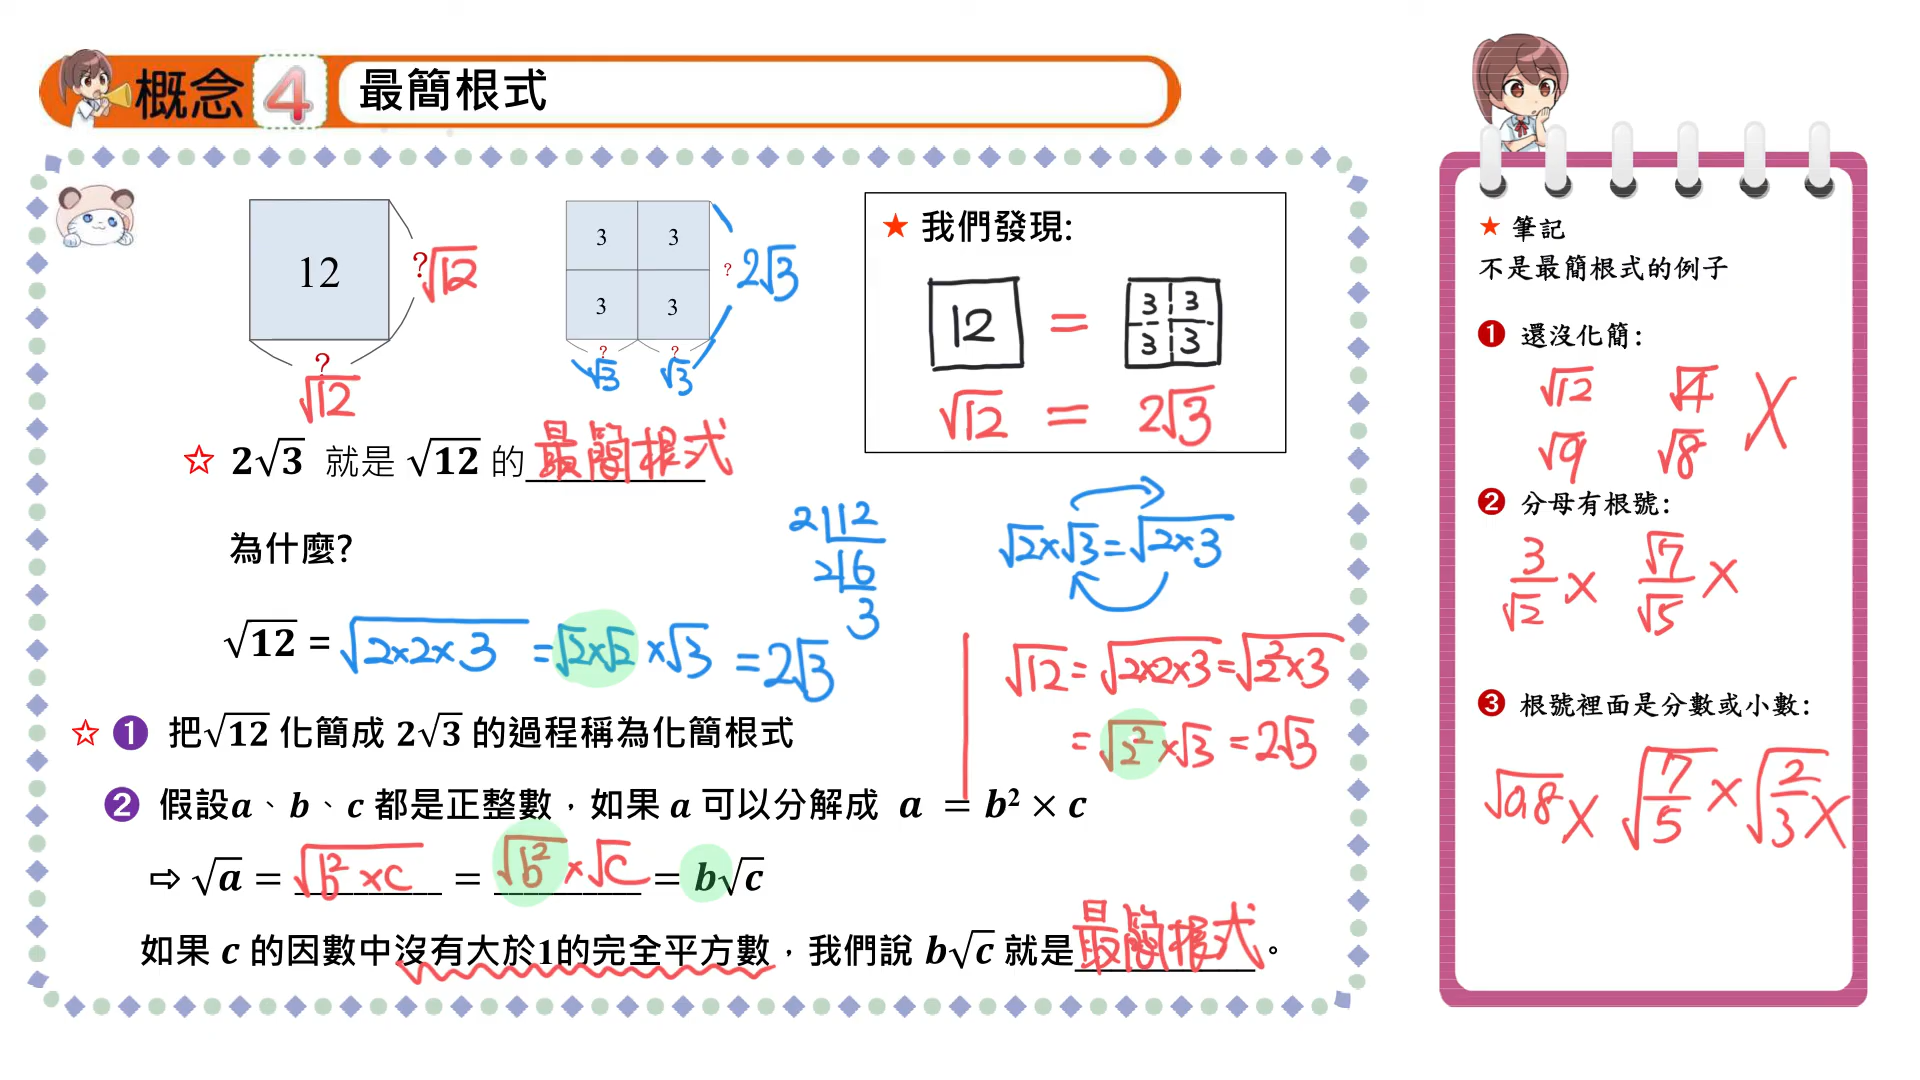 概念 4 最簡根式
12
?
√12
?
√12
3 3
3 3
?
2√3
? ?
√3 √3
★ 我們發現:
12 = 3 3 3 3
√12 = 2√3
☆ 2√3 就是 √12 的 最簡根式
為什麼?
2 12
2 6
3
√2×√3=√2×3
√12 = √2×2×3 = √2×√2 ×√3 = 2√3
√12 = √2×2×3 = √2²×3
= √2² ×√3 = 2√3
☆ ❶ 把√12 化簡成 2√3 的過程稱為化簡根式
❷ 假設a、b、c 都是正整數，如果 a 可以分解成 a = b² × c
⇨ √a = √b²×c = √b² ×√c = b√c
如果 c 的因數中沒有大於1的完全平方數，我們說 b√c 就是 最簡根式 。
★ 筆記
不是最簡根式的例子
❶ 還沒化簡:
√12 √4
√9 √8 ×
❷ 分母有根號:
3/√2 × √7/√5 ×
❸ 根號裡面是分數或小數:
√0.8 × √7/5 × √2/3 ×